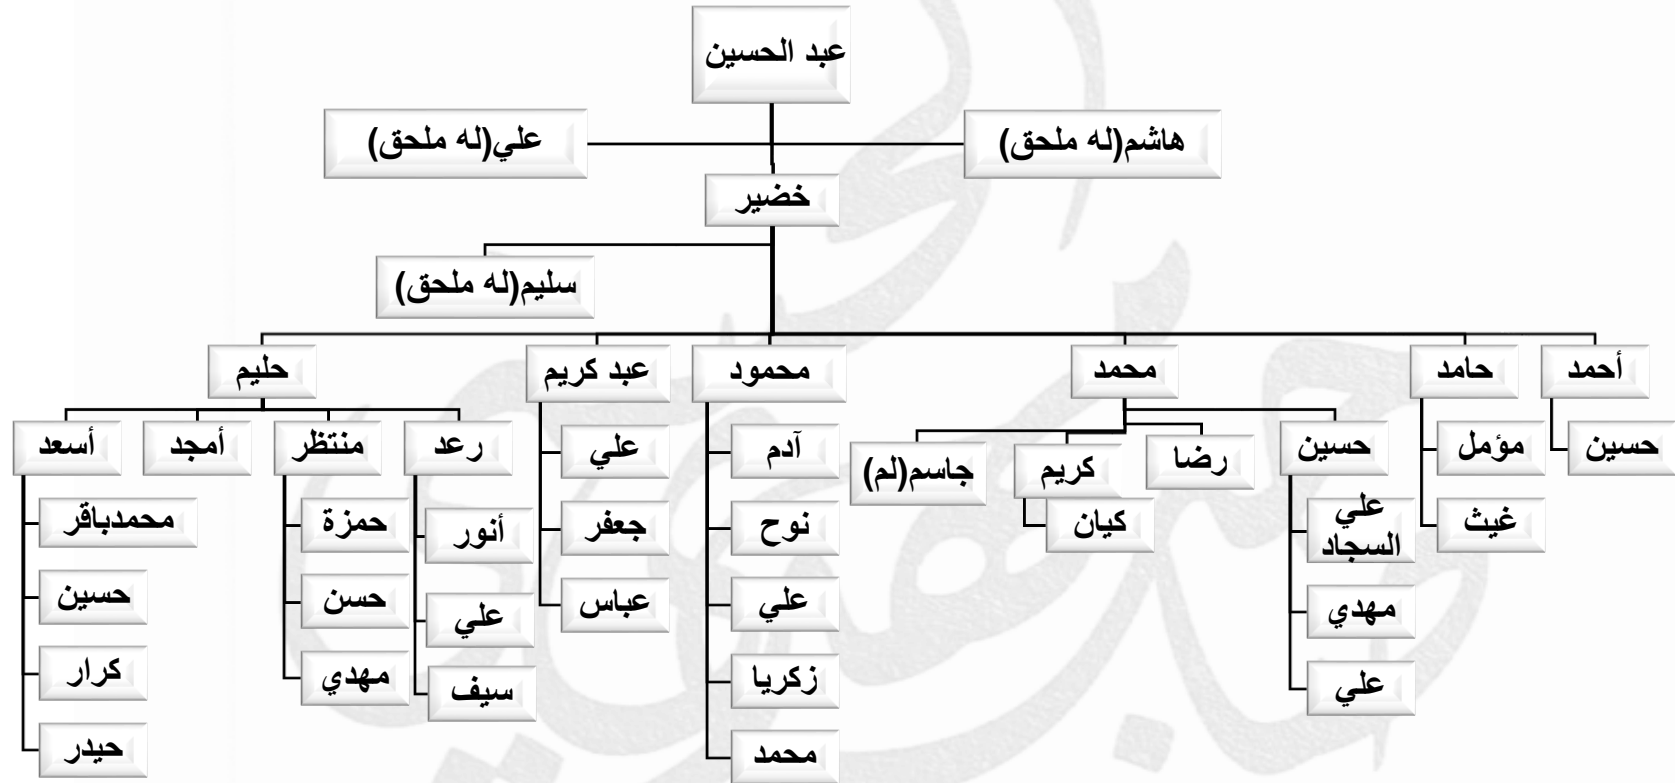 عبد الحسين
هاشم(له ملحق)
علي(له ملحق)
خضير
سليم(له ملحق)
أحمد
حامد
محمد
محمود
عبد كريم
حليم
حسين
مؤمل
غيث
حسين
رضا
كريم
جاسم(لم)
علي
السجاد
مهدي
علي
كيان
آدم
نوح
علي
زكريا
محمد
علي
جعفر
عباس
رعد
منتظر
أمجد
أسعد
أنور
علي
سيف
حمزة
حسن
مهدي
محمدباقر
حسين
كرار
حيدر